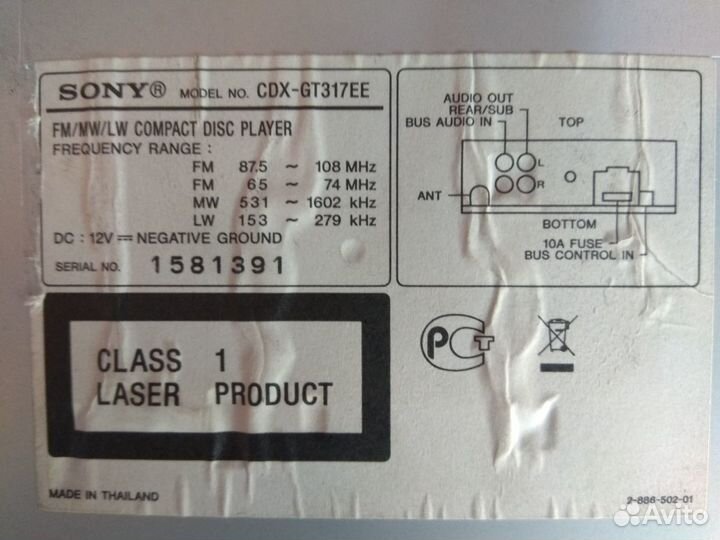 SONY® MODEL NO. CDX-GT317EE
FM/MW/LW COMPACT DISC PLAYER
FREQUENCY RANGE :
FM 87.5 ~ 108 MHz
FM 65 ~ 74 MHz
MW 531 ~ 1602 kHz
LW 153 ~ 279 kHz
DC : 12V ⎓ NEGATIVE GROUND
SERIAL NO. 1581391
AUDIO OUT
REAR/SUB
BUS AUDIO IN
TOP
L
R
ANT
BOTTOM
10A FUSE
BUS CONTROL IN
CLASS 1
LASER PRODUCT
РСТ
MADE IN THAILAND
2-886-502-01
Avito